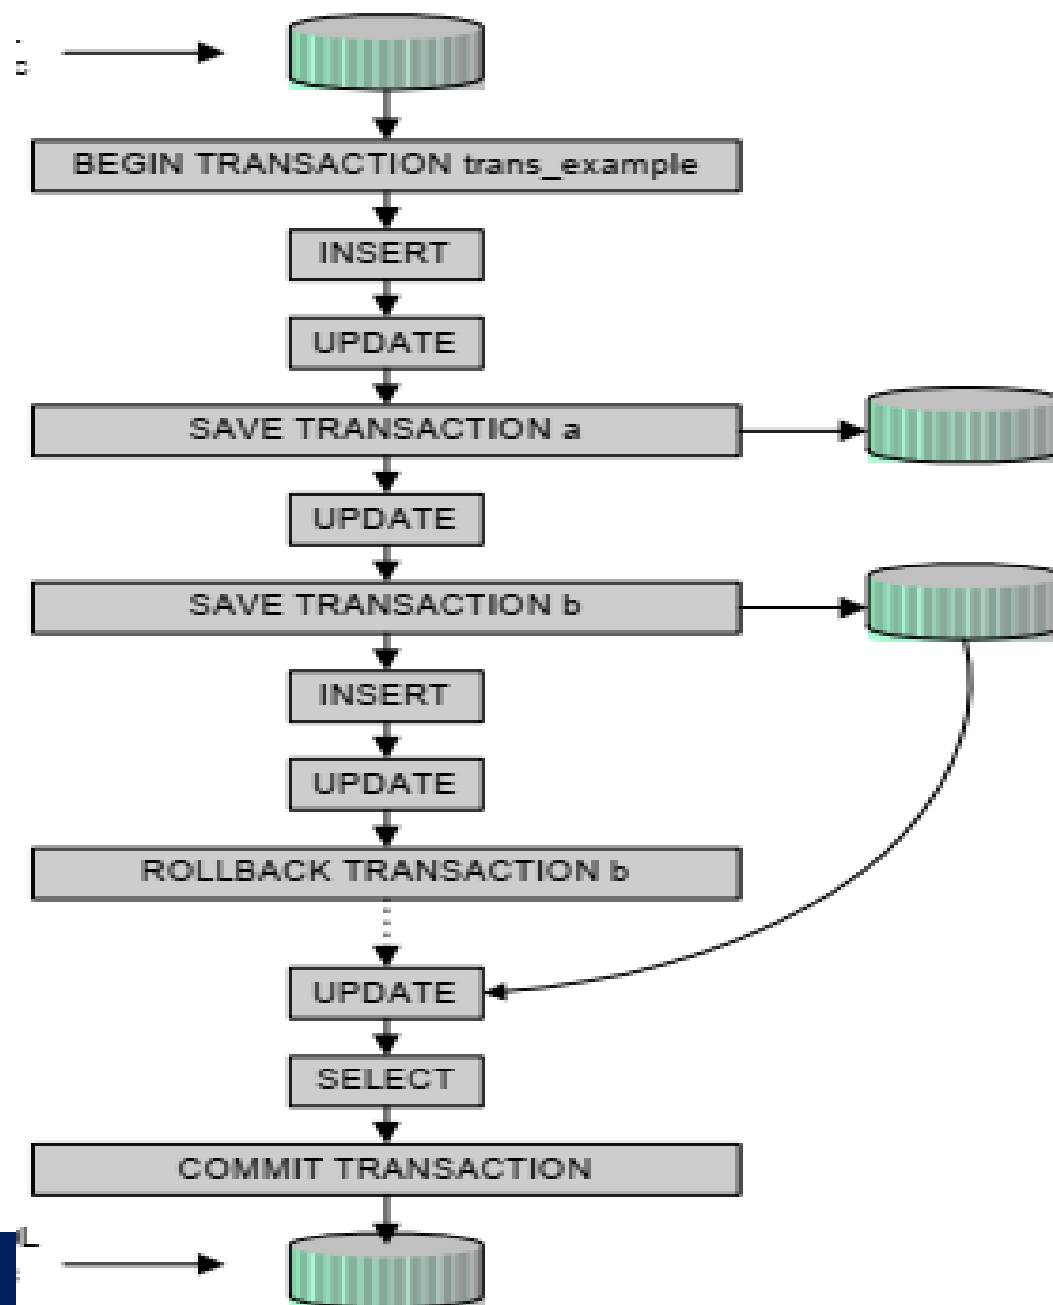 BEGIN TRANSACTION trans_example
INSERT
UPDATE
SAVE TRANSACTION a
UPDATE
SAVE TRANSACTION b
INSERT
UPDATE
ROLLBACK TRANSACTION b
UPDATE
SELECT
COMMIT TRANSACTION